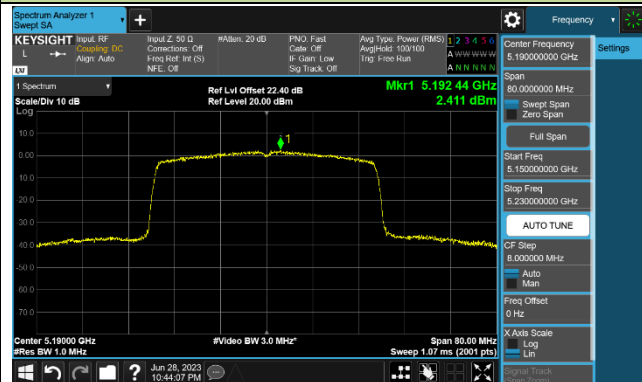 Spectrum Analyzer 1
Swept SA
Frequency
KEYSIGHT
L
LXI
Input: RF
Coupling: DC
Align: Auto
Input Z: 50 Ω
Corrections: Off
Freq Ref: Int (S)
NFE: Off
#Atten: 20 dB
PNO: Fast
Gate: Off
IF Gain: Low
Sig Track: Off
Avg Type: Power (RMS)
Avg|Hold: 100/100
Trig: Free Run
1 2 3 4 5 6
A W W W W W
A N N N N N
Center Frequency
5.190000000 GHz
Settings
Span
80.0000000 MHz
Swept Span
Zero Span
Full Span
Start Freq
5.150000000 GHz
Stop Freq
5.230000000 GHz
AUTO TUNE
CF Step
8.000000 MHz
Auto
Man
Freq Offset
0 Hz
X Axis Scale
Log
Lin
Signal Track
(Span Zoom)
1 Spectrum
Scale/Div 10 dB
Log
Ref Lvl Offset 22.40 dB
Ref Level 20.00 dBm
Mkr1 5.192 44 GHz
2.411 dBm
1
10.0
0.00
-10.0
-20.0
-30.0
-40.0
-50.0
-60.0
-70.0
Center 5.19000 GHz
#Res BW 1.0 MHz
#Video BW 3.0 MHz*
Span 80.00 MHz
Sweep 1.07 ms (2001 pts)
?
Jun 28, 2023
10:44:07 PM